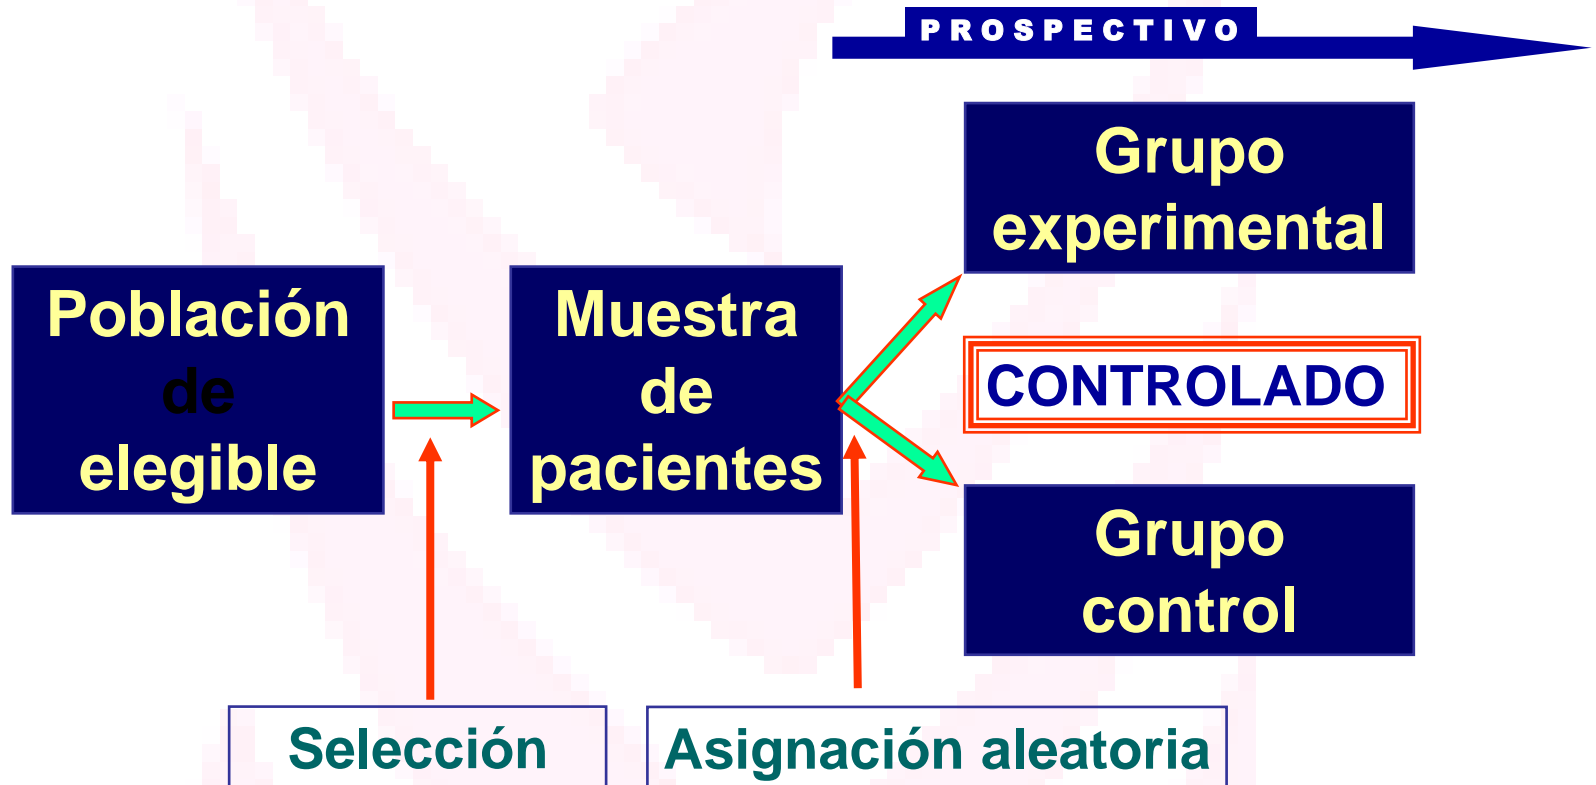 PROSPECTIVO
Grupo
experimental
Población
de
elegible
Muestra
de
pacientes
CONTROLADO
Grupo
control
Selección
Asignación aleatoria